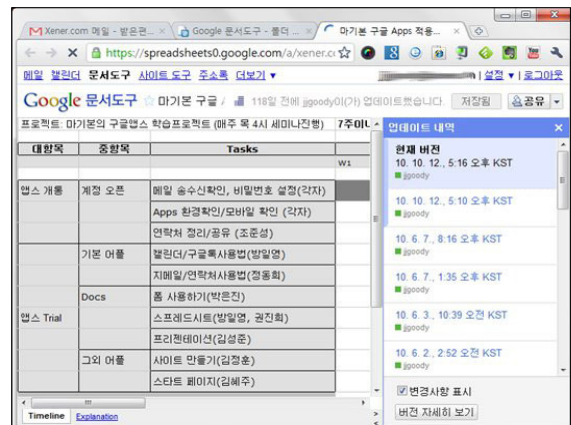 Xener.com 메일 - 받은편... × Google 문서도구 - 폴더 ... × 마기본 구글 Apps 적용... ×
https://spreadsheets0.google.com/a/xener.c
메일 캘린더 문서도구 사이트 도구 주소록 더보기 ▼ | 설정 ▼ | 로그아웃
Google 문서도구 마기본 구글 / 118일 전에 jjgoody이(가) 업데이트했습니다. 저장됨 공유
프로젝트: 마기본의 구글앱스 학습프로젝트 (매주 목 4시 세미나진행) 7주이
대항목 중항목 Tasks
W1
앱스 개통 계정 오픈 메일 송수신확인, 비밀번호 설정(각자)
Apps 환경확인/모바일 확인 (각자)
연락처 정리/공유 (조준성)
기본 어플 캘린더/구글톡사용법(방일영)
지메일/연락처사용법(정동희)
Docs 폼 사용하기(박은진)
앱스 Trial 스프레드시트(방일영, 권진희)
프리젠테이션(김성준)
그외 어플 사이트 만들기(김정훈)
스타트 페이지(김혜주)
Timeline Explanation
업데이트 내역 ×
현재 버전
10. 10. 12., 5:16 오후 KST
jjgoody
10. 10. 12., 5:10 오후 KST
jjgoody
10. 6. 7., 8:16 오후 KST
jjgoody
10. 6. 7., 1:35 오후 KST
jjgoody
10. 6. 3., 10:39 오전 KST
jjgoody
10. 6. 2., 2:52 오전 KST
jjgoody
변경사항 표시
버전 자세히 보기